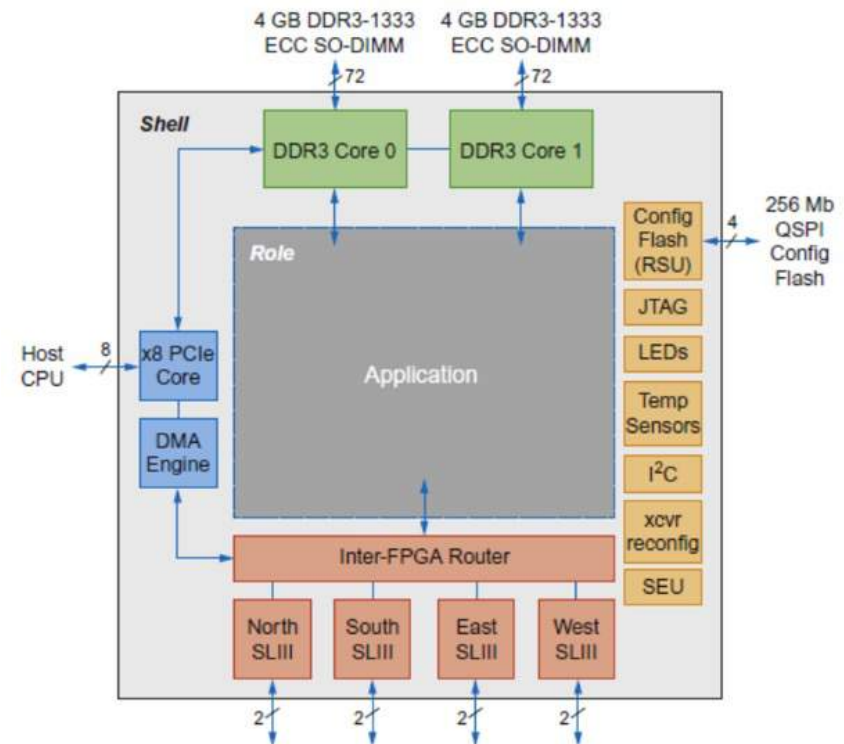 4 GB DDR3-1333
ECC SO-DIMM
4 GB DDR3-1333
ECC SO-DIMM
72
72
Shell
DDR3 Core 0
DDR3 Core 1
Role
Application
Config
Flash
(RSU)
4
256 Mb
QSPI
Config
Flash
JTAG
LEDs
Temp
Sensors
I²C
xcvr
reconfig
SEU
Host
CPU
8
x8 PCIe
Core
DMA
Engine
Inter-FPGA Router
North
SLIII
South
SLIII
East
SLIII
West
SLIII
2
2
2
2